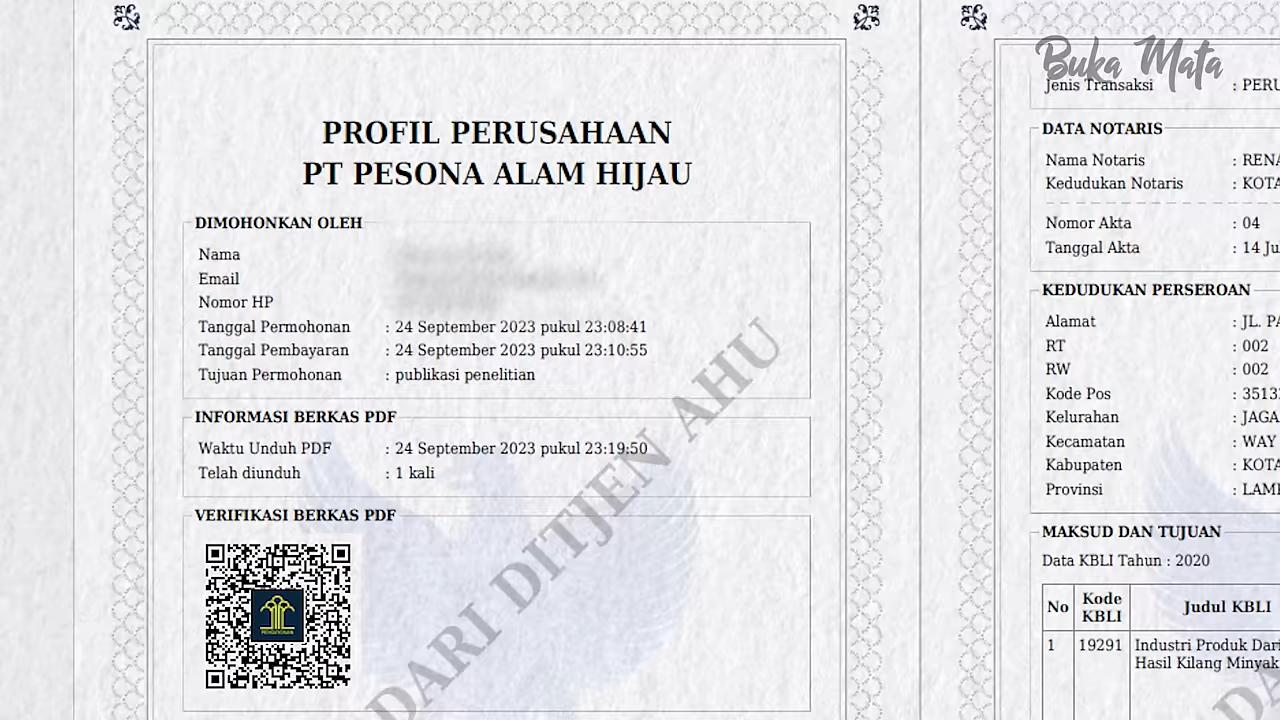 PROFIL PERUSAHAAN
PT PESONA ALAM HIJAU
DIMOHONKAN OLEH
Nama
Email
Nomor HP
Tanggal Permohonan : 24 September 2023 pukul 23:08:41
Tanggal Pembayaran : 24 September 2023 pukul 23:10:55
Tujuan Permohonan : publikasi penelitian
INFORMASI BERKAS PDF
Waktu Unduh PDF : 24 September 2023 pukul 23:19:50
Telah diunduh : 1 kali
VERIFIKASI BERKAS PDF
PENGAYOMAN
DARI DITJEN AHU
Buka Mata
Jenis Transaksi : PERU
DATA NOTARIS
Nama Notaris : RENA
Kedudukan Notaris : KOTA
Nomor Akta : 04
Tanggal Akta : 14 Ju
KEDUDUKAN PERSEROAN
Alamat : JL. PA
RT : 002
RW : 002
Kode Pos : 3513
Kelurahan : JAGA
Kecamatan : WAY
Kabupaten : KOTA
Provinsi : LAMP
MAKSUD DAN TUJUAN
Data KBLI Tahun : 2020
No Kode KBLI Judul KBLI
1 19291 Industri Produk Dari
Hasil Kilang Minyak
DA